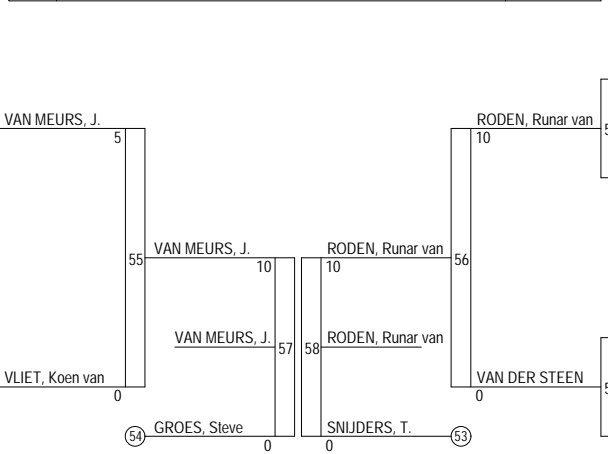 VAN MEURS, J.
5
RODEN, Runar van
10
5
55
VAN MEURS, J.
10
RODEN, Runar van
10
56
VAN MEURS, J.
57
58
RODEN, Runar van
VLIET, Koen van
0
VAN DER STEEN
0
5
54
GROES, Steve
0
SNIJDERS, T.
0
53